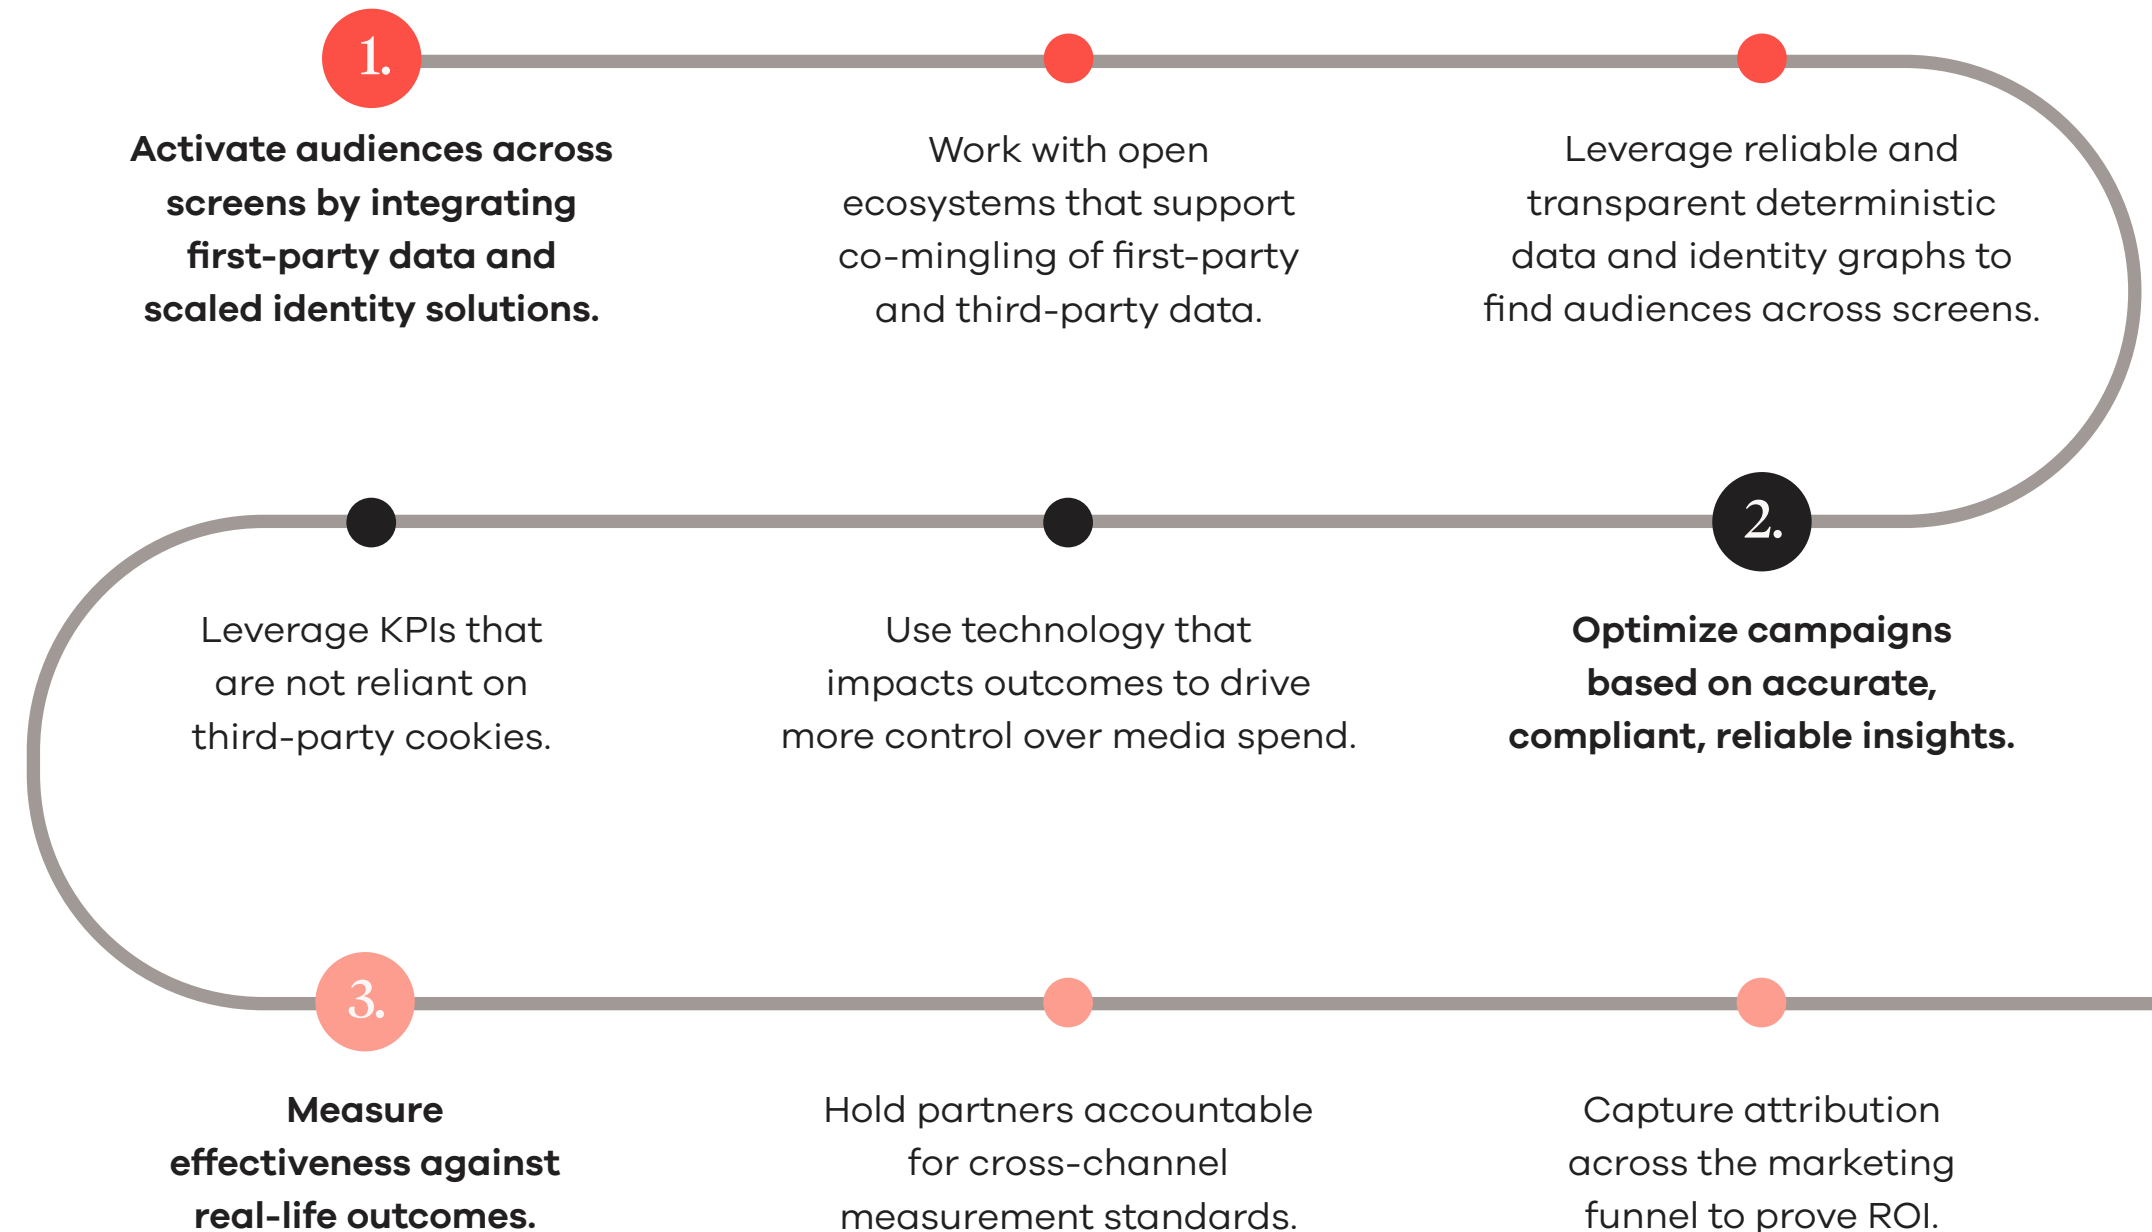 1.
Activate audiences across
screens by integrating
first-party data and
scaled identity solutions.
Work with open
ecosystems that support
co-mingling of first-party
and third-party data.
Leverage reliable and
transparent deterministic
data and identity graphs to
find audiences across screens.
2.
Optimize campaigns
based on accurate,
compliant, reliable insights.
Use technology that
impacts outcomes to drive
more control over media spend.
Leverage KPIs that
are not reliant on
third-party cookies.
3.
Measure
effectiveness against
real-life outcomes.
Hold partners accountable
for cross-channel
measurement standards.
Capture attribution
across the marketing
funnel to prove ROI.